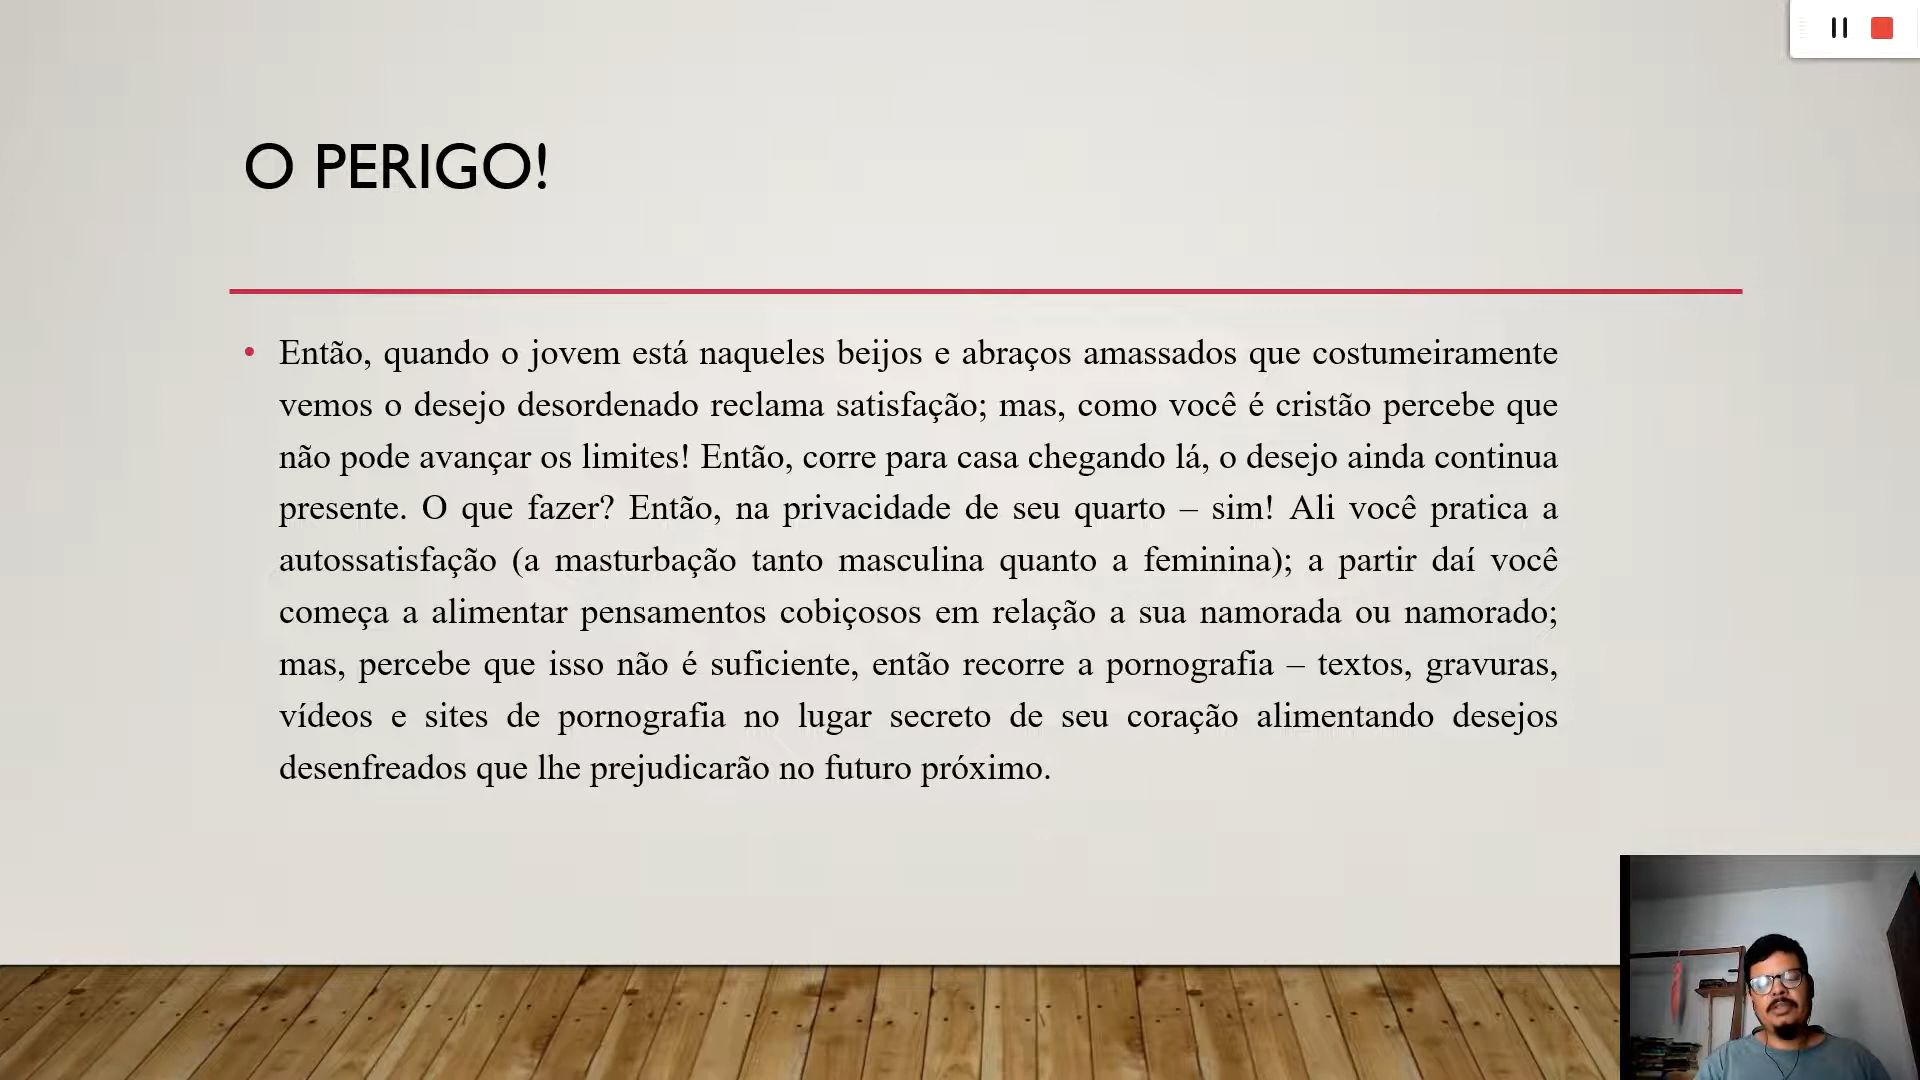 O PERIGO!
• Então, quando o jovem está naqueles beijos e abraços amassados que costumeiramente
vemos o desejo desordenado reclama satisfação; mas, como você é cristão percebe que
não pode avançar os limites! Então, corre para casa chegando lá, o desejo ainda continua
presente. O que fazer? Então, na privacidade de seu quarto – sim! Ali você pratica a
autossatisfação (a masturbação tanto masculina quanto a feminina); a partir daí você
começa a alimentar pensamentos cobiçosos em relação a sua namorada ou namorado;
mas, percebe que isso não é suficiente, então recorre a pornografia – textos, gravuras,
vídeos e sites de pornografia no lugar secreto de seu coração alimentando desejos
desenfreados que lhe prejudicarão no futuro próximo.